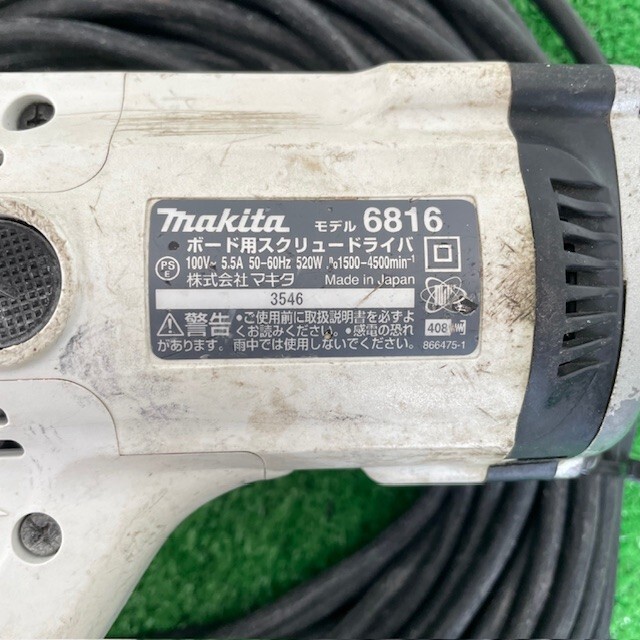 makita モデル 6816
ボード用スクリュードライバ
PS E 100V～ 5.5A 50-60Hz 520W n₀1500-4500min⁻¹
株式会社マキタ Made in Japan
3546
警告 ・ご使用前に取扱説明書を必ずよ
くお読みください。・感電の恐れ
があります。雨中では使用しないでください。
408
866475-1